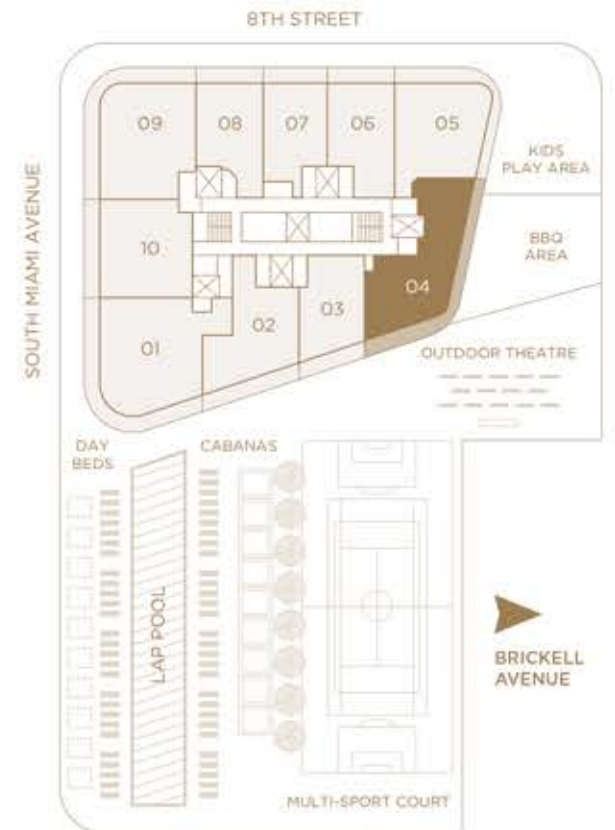 8TH STREET
SOUTH MIAMI AVENUE
09
08
07
06
05
KIDS
PLAY AREA
10
BBQ
AREA
04
03
02
01
OUTDOOR THEATRE
DAY
BEDS
CABANAS
LAP POOL
BRICKELL
AVENUE
MULTI-SPORT COURT